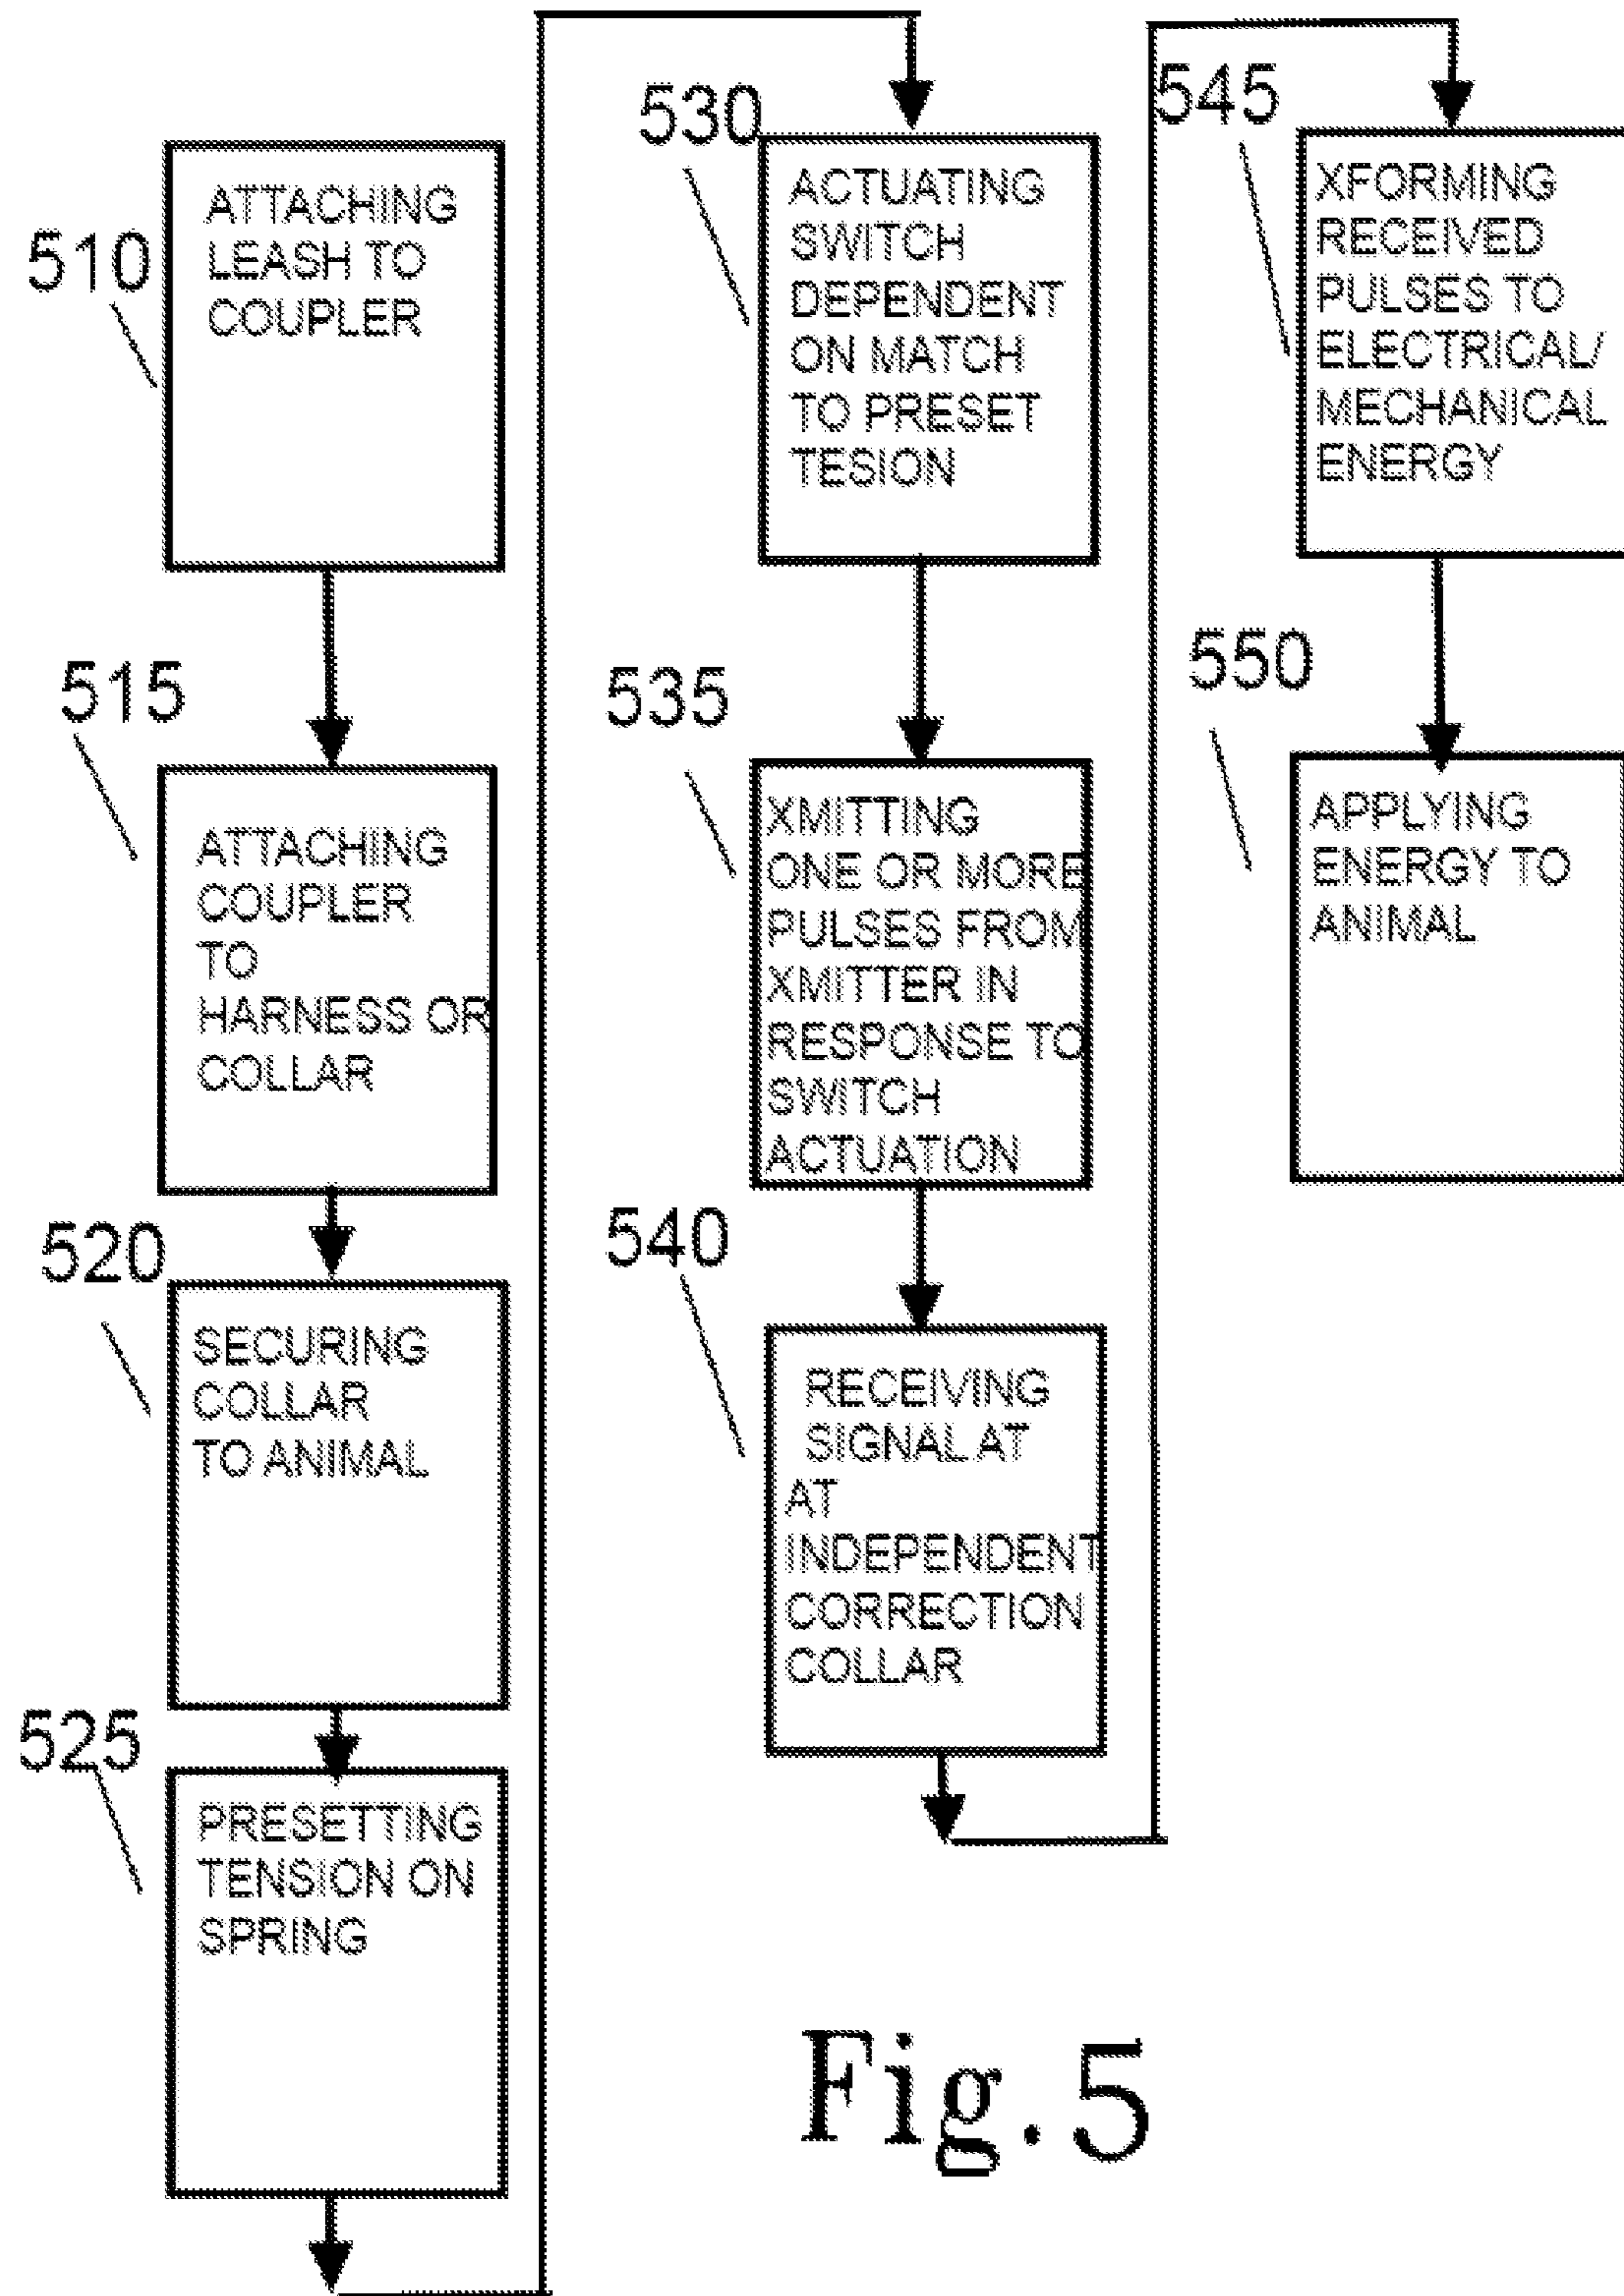 510
ATTACHING
LEASH TO
COUPLER
515
ATTACHING
COUPLER
TO
HARNESS OR
COLLAR
520
SECURING
COLLAR
TO ANIMAL
525
PRESETTING
TENSION ON
SPRING
530
ACTUATING
SWITCH
DEPENDENT
ON MATCH
TO PRESET
TESION
535
XMITTING
ONE OR MORE
PULSES FROM
XMITTER IN
RESPONSE TO
SWITCH
ACTUATION
540
RECEIVING
SIGNAL AT
AT
INDEPENDENT
CORRECTION
COLLAR
545
XFORMING
RECEIVED
PULSES TO
ELECTRICAL/
MECHANICAL
ENERGY
550
APPLYING
ENERGY TO
ANIMAL
Fig. 5